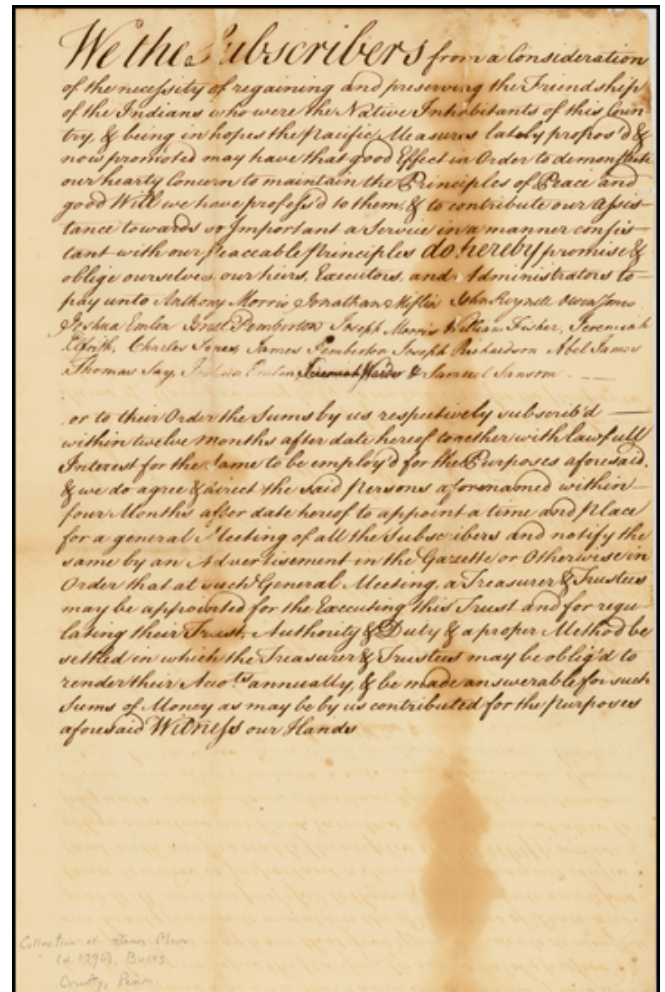 We the Subscribers from a Consideration
of the necessity of regaining and preserving the Friendship
of the Indians who were the Native Inhabitants of this Coun-
try, & being in hopes the pacific Measures lately propos'd &
now promoted may have that good Effect in Order to demonstrate
our hearty Concern to maintain the Principles of Peace and
good Will we have profess'd to them, & to contribute our assis-
tance towards so Important a Service in a manner consis-
tant with our peaceable principles do hereby promise &
oblige ourselves our heirs, Executors, and Administrators to
pay unto Anthony Morris Jonathan Mifflin John Reynell Owen Jones
Joshua Emlen Israel Pemberton Joseph Morris William Fisher, Jeremiah
Elfrith, Charles Jones James Pemberton Joseph Richardson Abel James
Thomas Say, Joshua Emlen, Jeremiah Warder & Samuel Sansom
or to their Order the Sums by us respectively subscrib'd
within twelve months after date hereof together with lawfull
Interest for the same to be employ'd for the Purposes aforesaid.
& we do agree & direct the said persons aforenamed within
four Months after date hereof to appoint a time and place
for a general Meeting of all the Subscribers and notify the
same by an Advertisement in the Gazette or Otherwise in
Order that at such General Meeting, a Treasurer & Trustees
may be appointed for the Executing this Trust and for regu-
lating their Trust, Authority & Duty & a proper Method be
settled in which the Treasurer & Trustees may be oblig'd to
render their Acots annually, & be made answerable for such
Sums of Money as may be by us contributed for the purposes
aforesaid Witness our Hands
Collection of James Moon
(d. 1796), Bucks
County, Penn.